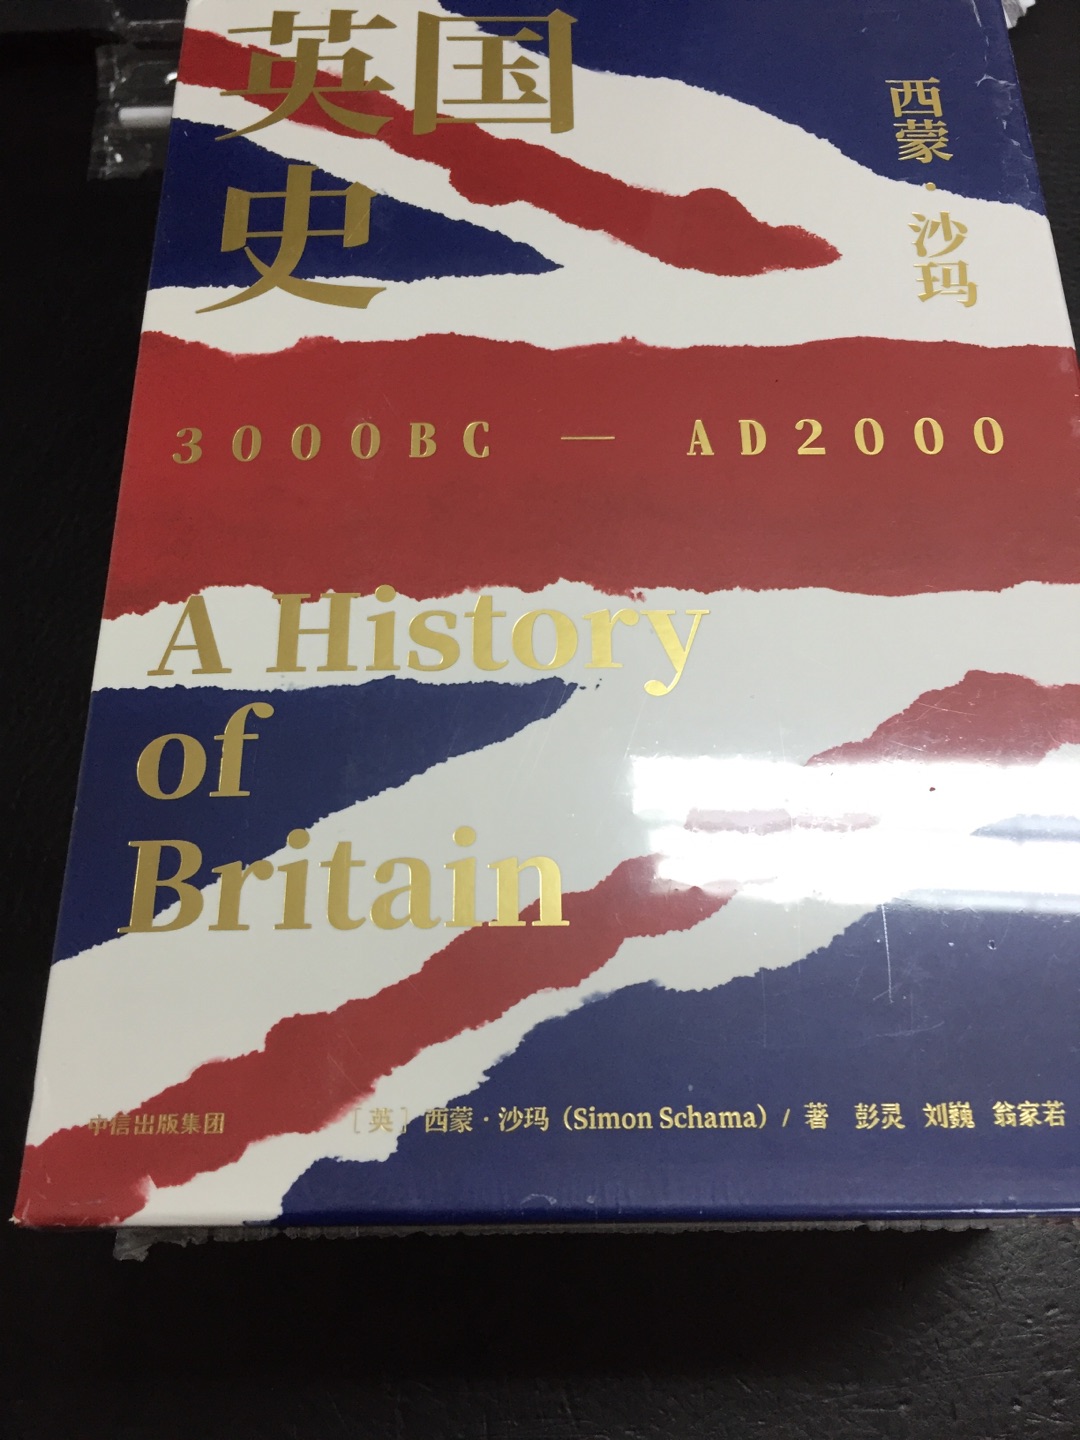 英国
史
西蒙·沙玛
3000BC — AD2000
A History
of
Britain
中信出版集团
[英] 西蒙·沙玛（Simon Schama）/ 著 彭灵 刘巍 翁家若